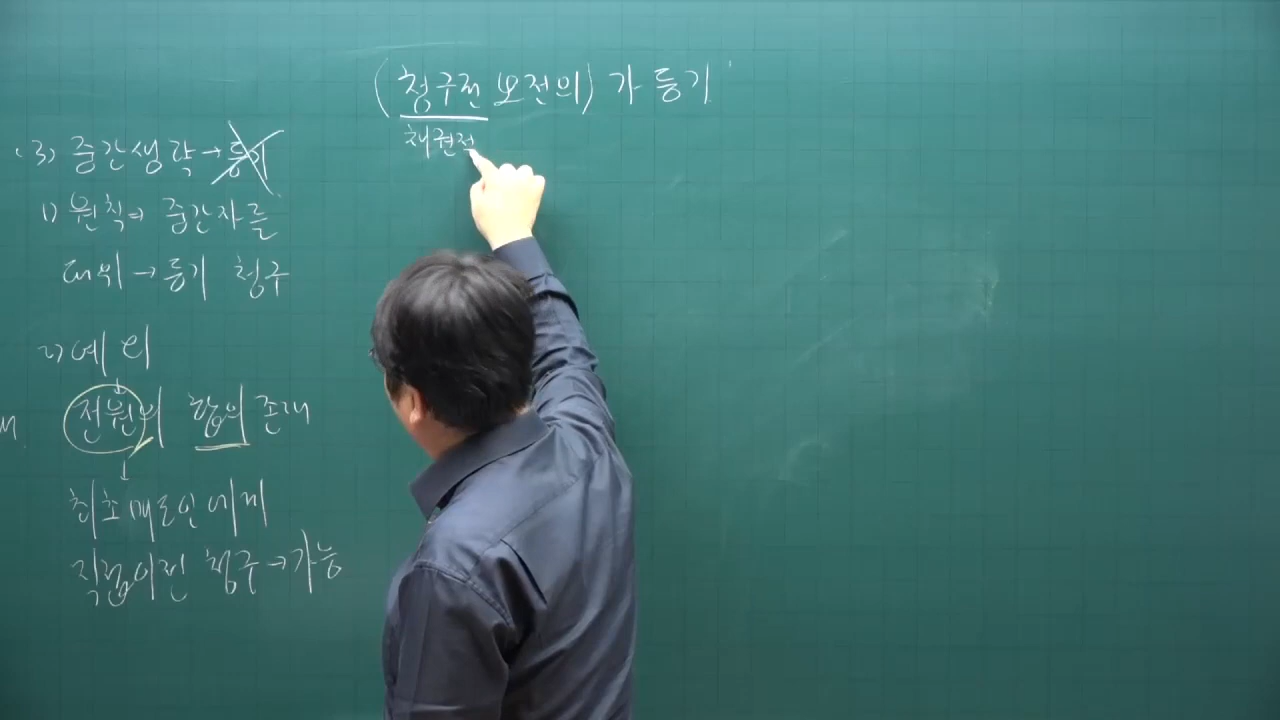 (청구권 보전의) 가등기
채권적
(3) 중간생략→등기
1) 원칙⇒ 중간자를
대위→등기 청구
2) 예외
↓
전원의 합의 존재
↓
최초매도인에게
직접이전 청구→가능